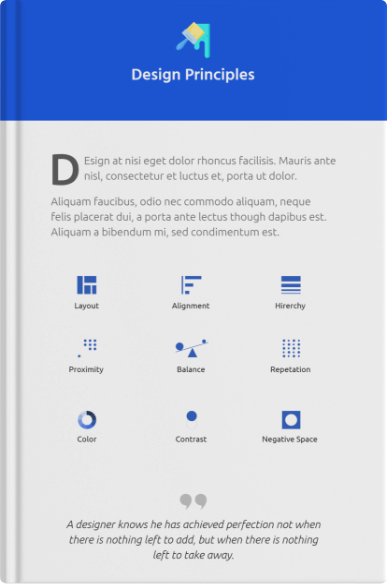 Design Principles
Design at nisi eget dolor rhoncus facilisis. Mauris ante
nisl, consectetur et luctus et, porta ut dolor.
Aliquam faucibus, odio nec commodo aliquam, neque
felis placerat dui, a porta ante lectus though dapibus est.
Aliquam a bibendum mi, sed condimentum est.
Layout Alignment Hirerchy
Proximity Balance Repetation
Color Contrast Negative Space
A designer knows he has achieved perfection not when
there is nothing left to add, but when there is nothing
left to take away.